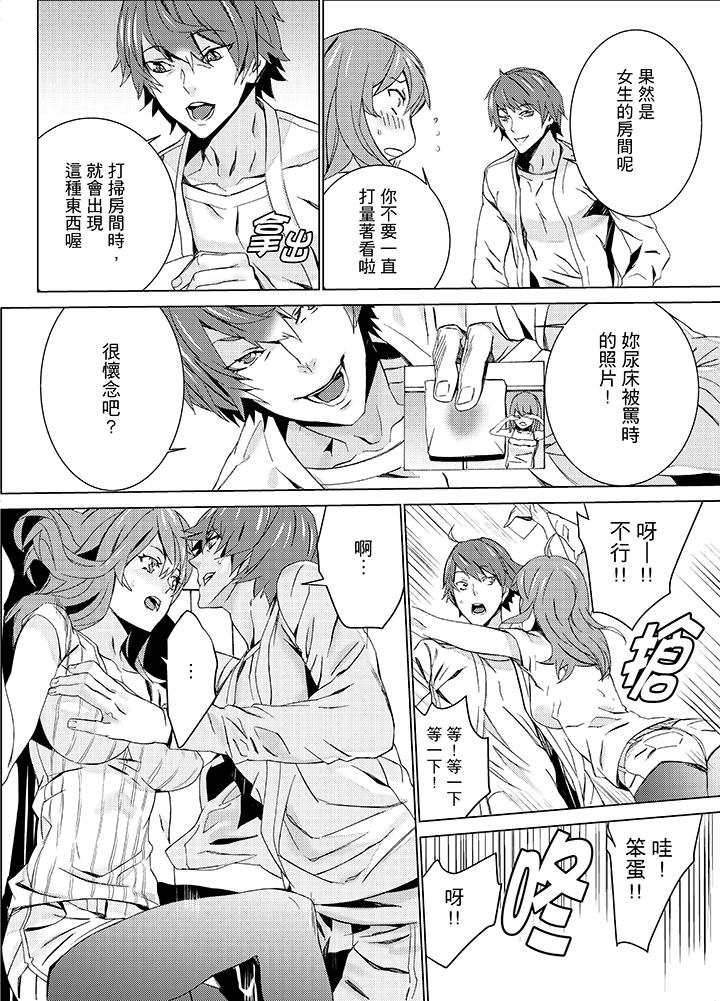 果然是
女生的房間呢
你不要一直
打量著看啦
打掃房間時，
就會出現
這種東西喔
拿出
妳尿床被罵時
的照片！
很懷念吧？
呀—!!
不行!!
搶
等！等一下
等一下！
哇！
笨蛋!!
咚
呀!!
啊…
…